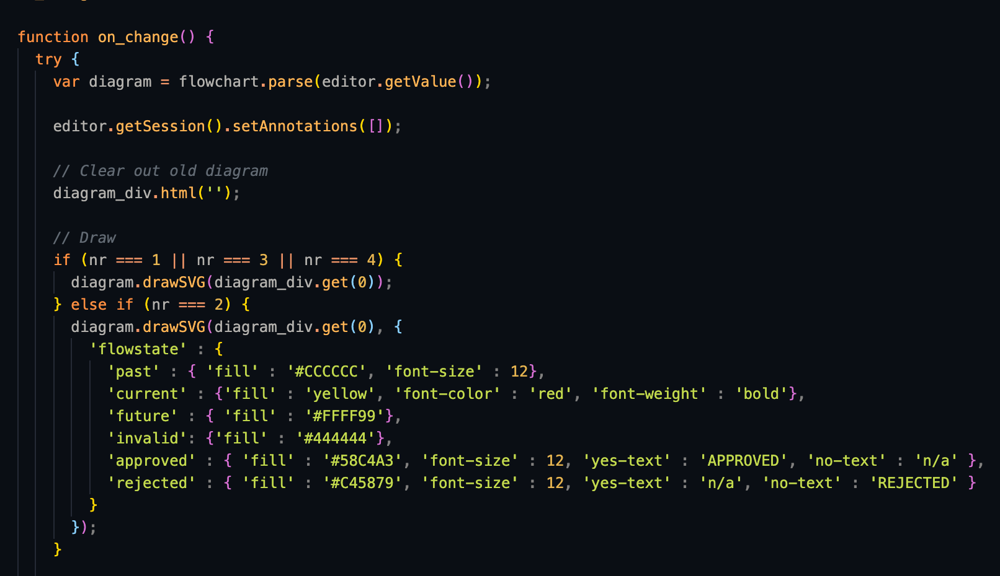 function on_change() {
try {
var diagram = flowchart.parse(editor.getValue());
editor.getSession().setAnnotations([]);
// Clear out old diagram
diagram_div.html('');
// Draw
if (nr === 1 || nr === 3 || nr === 4) {
diagram.drawSVG(diagram_div.get(0));
} else if (nr === 2) {
diagram.drawSVG(diagram_div.get(0), {
'flowstate' : {
'past' : { 'fill' : '#CCCCCC', 'font-size' : 12},
'current' : {'fill' : 'yellow', 'font-color' : 'red', 'font-weight' : 'bold'},
'future' : { 'fill' : '#FFFF99'},
'invalid': {'fill' : '#444444'},
'approved' : { 'fill' : '#58C4A3', 'font-size' : 12, 'yes-text' : 'APPROVED', 'no-text' : 'n/a' },
'rejected' : { 'fill' : '#C45879', 'font-size' : 12, 'yes-text' : 'n/a', 'no-text' : 'REJECTED' }
}
});
}